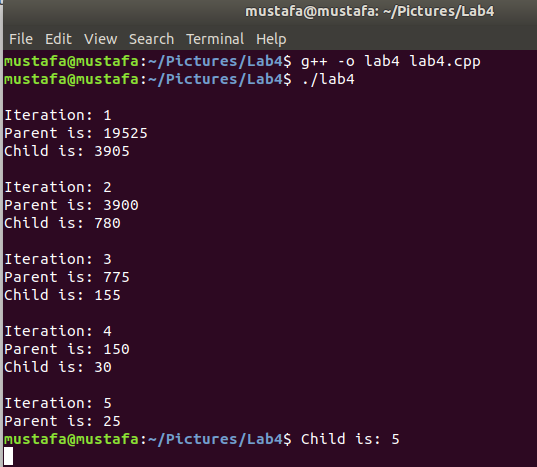 mustafa@mustafa: ~/Pictures/Lab4
File Edit View Search Terminal Help
mustafa@mustafa:~/Pictures/Lab4$ g++ -o lab4 lab4.cpp
mustafa@mustafa:~/Pictures/Lab4$ ./lab4
Iteration: 1
Parent is: 19525
Child is: 3905
Iteration: 2
Parent is: 3900
Child is: 780
Iteration: 3
Parent is: 775
Child is: 155
Iteration: 4
Parent is: 150
Child is: 30
Iteration: 5
Parent is: 25
mustafa@mustafa:~/Pictures/Lab4$ Child is: 5